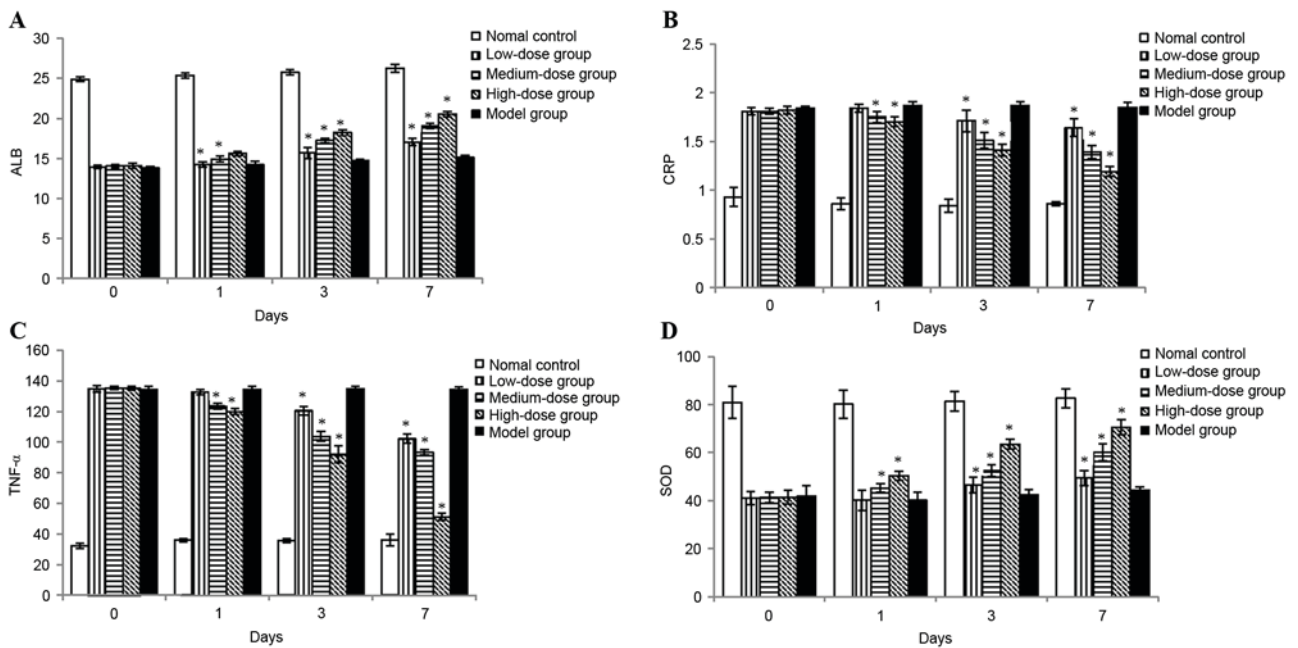 A
30
25
20
15
10
5
0
ALB
0 1 3 7
Days
* * * * * * * *
Nomal control
Low-dose group
Medium-dose group
High-dose group
Model group
B
2.5
2
1.5
1
0.5
0
CRP
0 1 3 7
Days
* * * * * * * *
Nomal control
Low-dose group
Medium-dose group
High-dose group
Model group
C
160
140
120
100
80
60
40
20
0
TNF-α
0 1 3 7
Days
* * * * * * * *
Nomal control
Low-dose group
Medium-dose group
High-dose group
Model group
D
100
80
60
40
20
0
SOD
0 1 3 7
Days
* * * * * * * *
Nomal control
Low-dose group
Medium-dose group
High-dose group
Model group